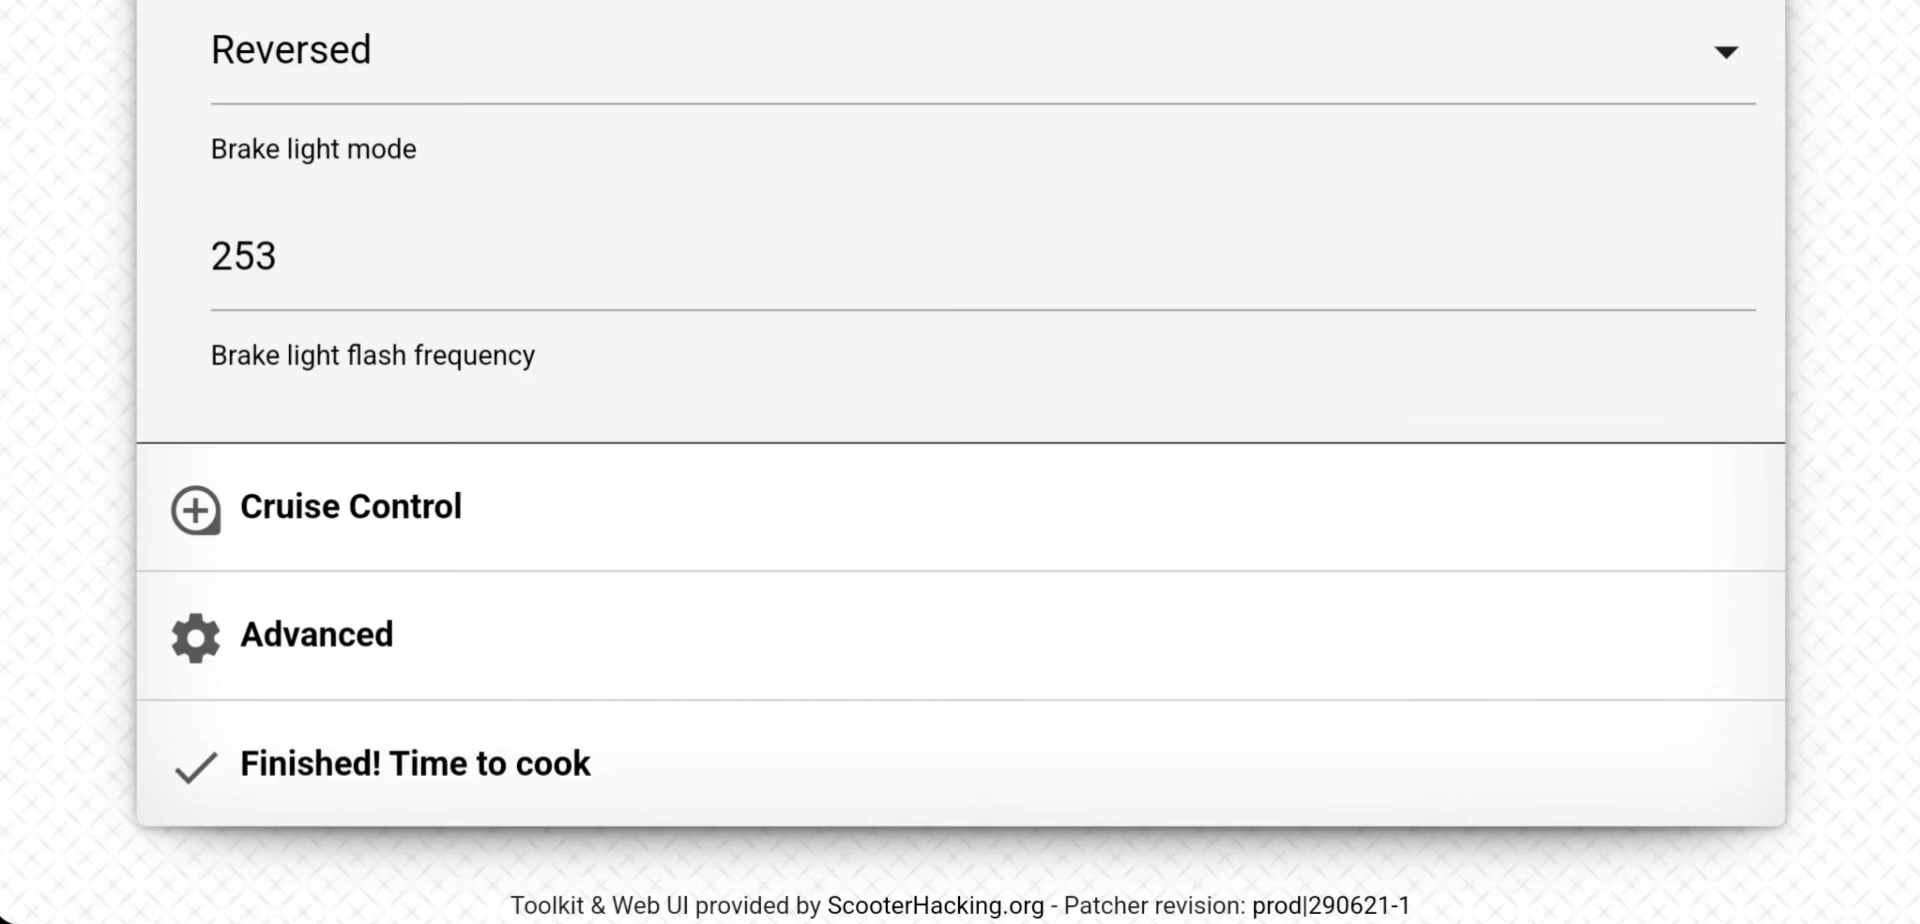 Reversed
Brake light mode
253
Brake light flash frequency
Cruise Control
Advanced
Finished! Time to cook
Toolkit & Web UI provided by ScooterHacking.org - Patcher revision: prod|290621-1